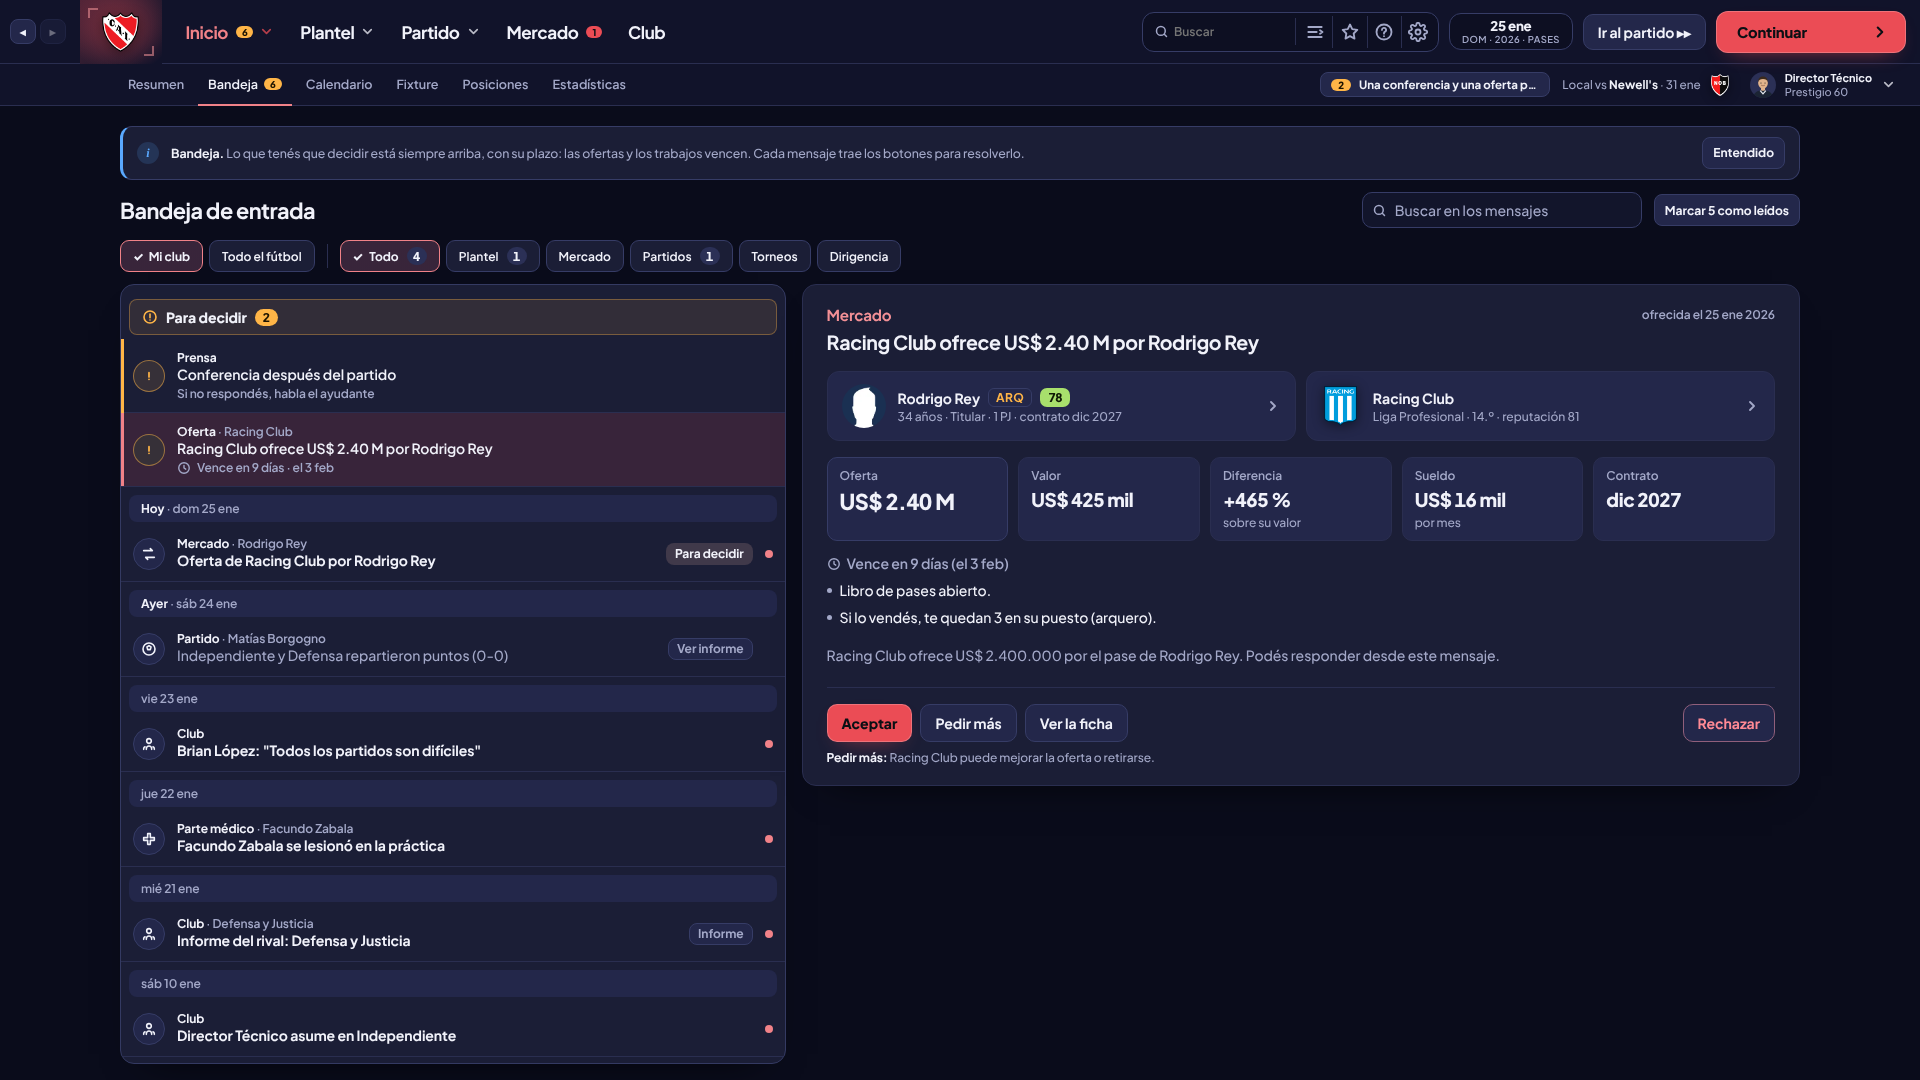 Inicio 6
Plantel
Partido
Mercado 1
Club
Buscar
25 ene
DOM · 2026 · PASES
Ir al partido ▸▸
Continuar
Resumen
Bandeja 6
Calendario
Fixture
Posiciones
Estadísticas
2 Una conferencia y una oferta p...
Local vs Newell's · 31 ene
Director Técnico
Prestigio 60
Bandeja. Lo que tenés que decidir está siempre arriba, con su plazo: las ofertas y los trabajos vencen. Cada mensaje trae los botones para resolverlo.
Entendido
Bandeja de entrada
Buscar en los mensajes
Marcar 5 como leídos
Mi club
Todo el fútbol
Todo 4
Plantel 1
Mercado
Partidos 1
Torneos
Dirigencia
Para decidir 2
Prensa
Conferencia después del partido
Si no respondés, habla el ayudante
Oferta · Racing Club
Racing Club ofrece US$ 2.40 M por Rodrigo Rey
Vence en 9 días · el 3 feb
Hoy · dom 25 ene
Mercado · Rodrigo Rey
Oferta de Racing Club por Rodrigo Rey
Para decidir
Ayer · sáb 24 ene
Partido · Matías Borgogno
Independiente y Defensa repartieron puntos (0-0)
Ver informe
vie 23 ene
Club
Brian López: "Todos los partidos son difíciles"
jue 22 ene
Parte médico · Facundo Zabala
Facundo Zabala se lesionó en la práctica
mié 21 ene
Club · Defensa y Justicia
Informe del rival: Defensa y Justicia
Informe
sáb 10 ene
Club
Director Técnico asume en Independiente
Mercado
ofrecida el 25 ene 2026
Racing Club ofrece US$ 2.40 M por Rodrigo Rey
Rodrigo Rey ARQ 78
34 años · Titular · 1 PJ · contrato dic 2027
RACING
Racing Club
Liga Profesional · 14.º · reputación 81
Oferta
US$ 2.40 M
Valor
US$ 425 mil
Diferencia
+465 %
sobre su valor
Sueldo
US$ 16 mil
por mes
Contrato
dic 2027
Vence en 9 días (el 3 feb)
Libro de pases abierto.
Si lo vendés, te quedan 3 en su puesto (arquero).
Racing Club ofrece US$ 2.400.000 por el pase de Rodrigo Rey. Podés responder desde este mensaje.
Aceptar
Pedir más
Ver la ficha
Rechazar
Pedir más: Racing Club puede mejorar la oferta o retirarse.